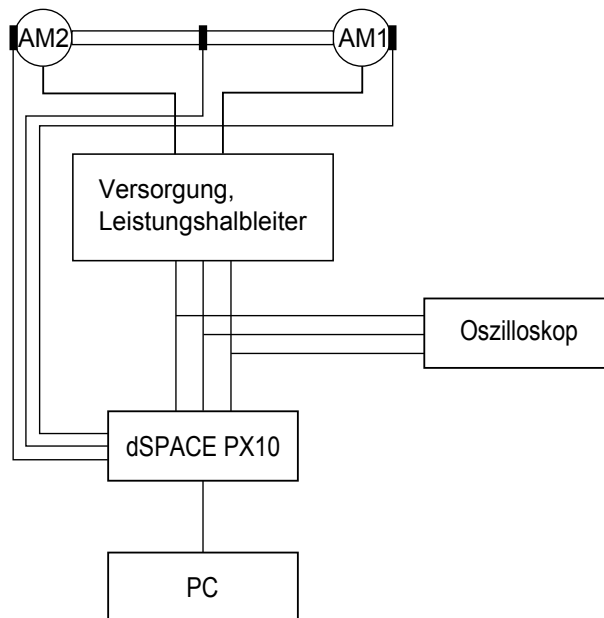 AM2
AM1
Versorgung,
Leistungshalbleiter
Oszilloskop
dSPACE PX10
PC